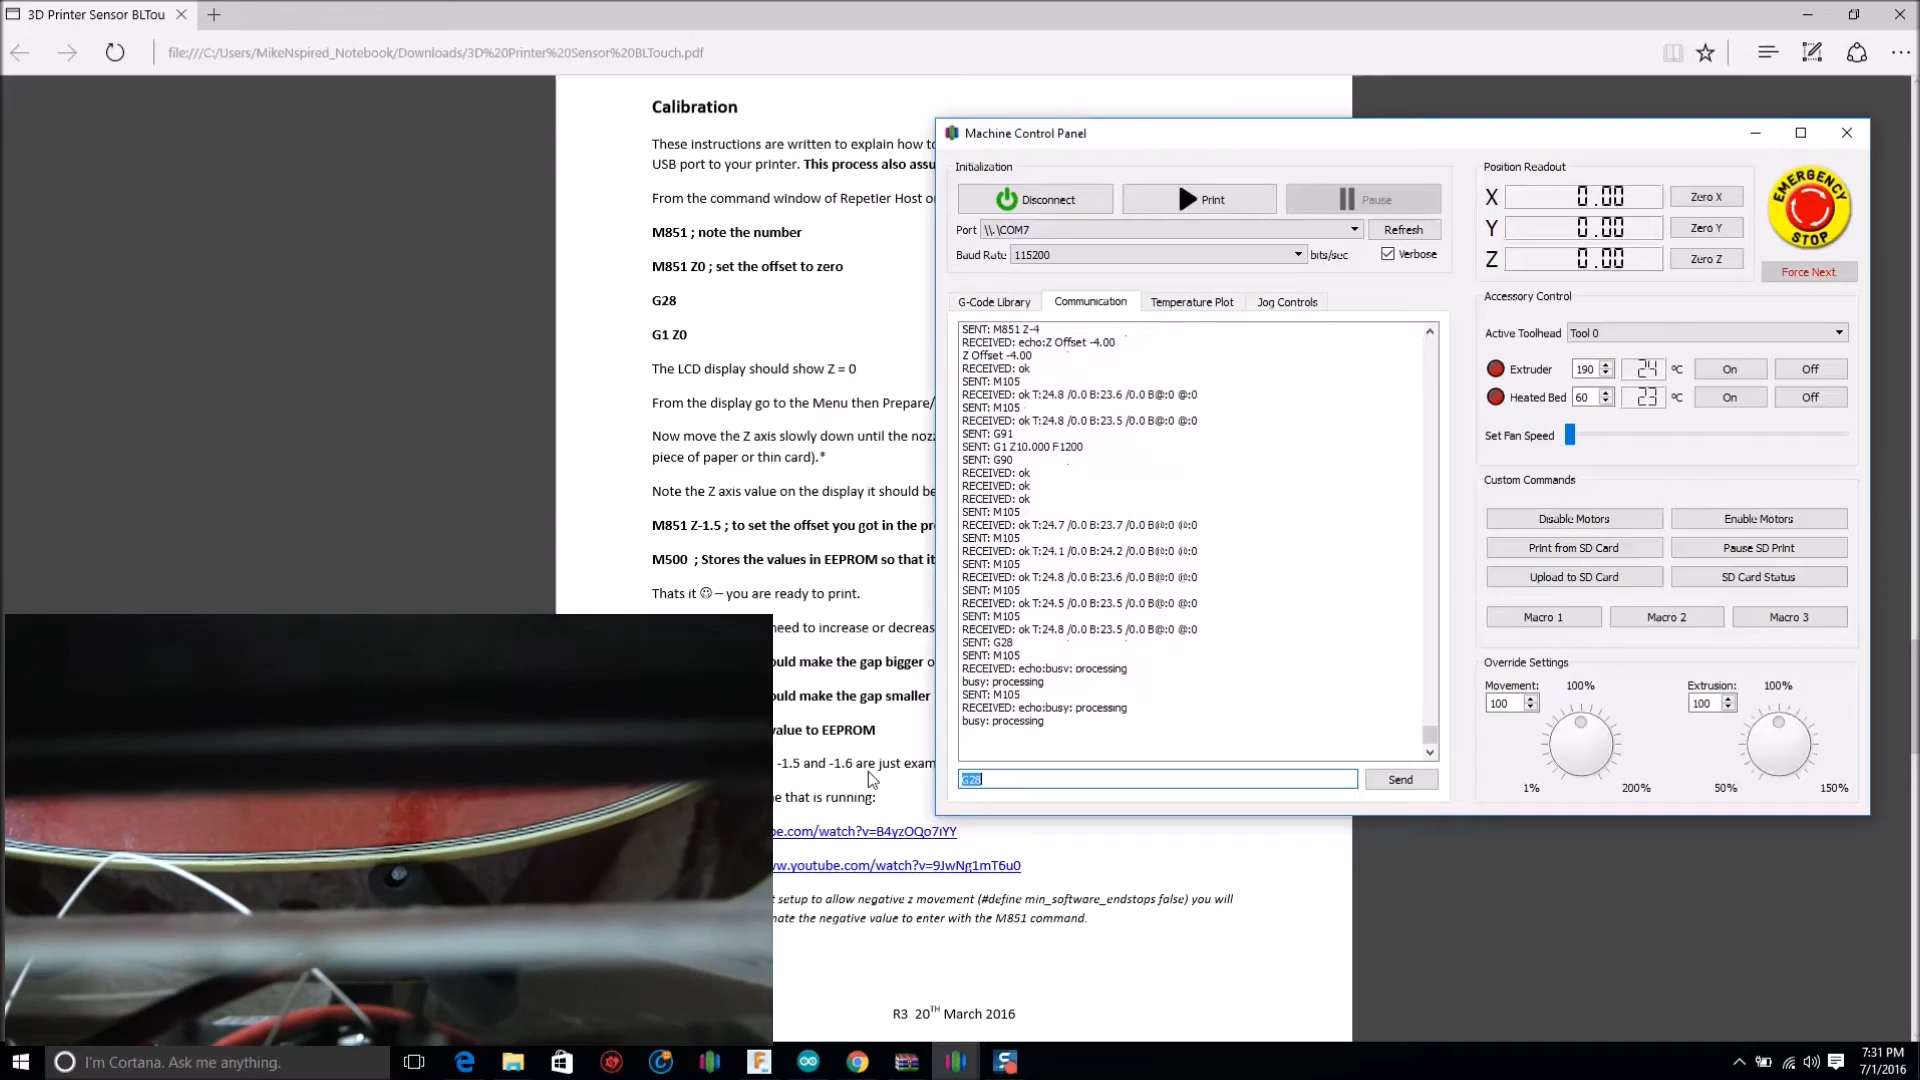 3D Printer Sensor BLTou
file:///C:/Users/MikeNspired_Notebook/Downloads/3D%20Printer%20Sensor%20BLTouch.pdf
Calibration
These instructions are written to explain how to
USB port to your printer. This process also assu
From the command window of Repetier Host or
M851 ; note the number
M851 Z0 ; set the offset to zero
G28
G1 Z0
The LCD display should show Z = 0
From the display go to the Menu then Prepare/
Now move the Z axis slowly down until the nozz
piece of paper or thin card).*
Note the Z axis value on the display it should be
M851 Z-1.5 ; to set the offset you got in the pr
M500 ; Stores the values in EEPROM so that it
Thats it ☺ – you are ready to print.
need to increase or decreas
uld make the gap bigger o
uld make the gap smaller
value to EEPROM
-1.5 and -1.6 are just exam
e that is running:
be.com/watch?v=B4yzOQo7iYY
ww.youtube.com/watch?v=9JwNg1mT6u0
t setup to allow negative z movement (#define min_software_endstops false) you will
nate the negative value to enter with the M851 command.
R3 20TH March 2016
Machine Control Panel
Initialization
Disconnect
Print
Pause
Port
\\.\COM7
Refresh
Baud Rate
115200
bits/sec
Verbose
G-Code Library
Communication
Temperature Plot
Jog Controls
SENT: M851 Z-4
RECEIVED: echo:Z Offset -4.00
Z Offset -4.00
RECEIVED: ok
SENT: M105
RECEIVED: ok T:24.8 /0.0 B:23.6 /0.0 B@:0 @:0
SENT: M105
RECEIVED: ok T:24.8 /0.0 B:23.5 /0.0 B@:0 @:0
SENT: G91
SENT: G1 Z10.000 F1200
SENT: G90
RECEIVED: ok
RECEIVED: ok
RECEIVED: ok
SENT: M105
RECEIVED: ok T:24.7 /0.0 B:23.7 /0.0 B@:0 @:0
SENT: M105
RECEIVED: ok T:24.1 /0.0 B:24.2 /0.0 B@:0 @:0
SENT: M105
RECEIVED: ok T:24.8 /0.0 B:23.6 /0.0 B@:0 @:0
SENT: M105
RECEIVED: ok T:24.5 /0.0 B:23.5 /0.0 B@:0 @:0
SENT: M105
RECEIVED: ok T:24.8 /0.0 B:23.5 /0.0 B@:0 @:0
SENT: G28
SENT: M105
RECEIVED: echo:busy: processing
busy: processing
SENT: M105
RECEIVED: echo:busy: processing
busy: processing
G28
Send
Position Readout
X 0.00 Zero X
Y 0.00 Zero Y
Z 0.00 Zero Z
EMERGENCY
STOP
Force Next
Accessory Control
Active Toolhead
Tool 0
Extruder 190 24 ºC On Off
Heated Bed 60 23 ºC On Off
Set Fan Speed
Custom Commands
Disable Motors
Enable Motors
Print from SD Card
Pause SD Print
Upload to SD Card
SD Card Status
Macro 1
Macro 2
Macro 3
Override Settings
Movement: 100%
100
1% 200%
Extrusion: 100%
100
50% 150%
I'm Cortana. Ask me anything.
7:31 PM
7/1/2016